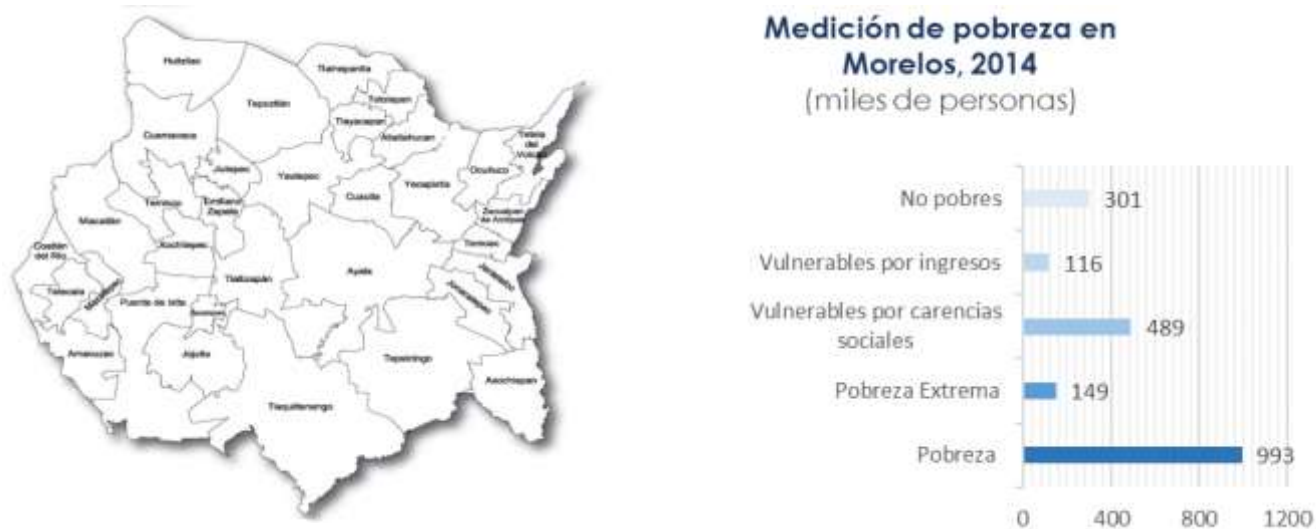 Medición de pobreza en
Morelos, 2014
(miles de personas)
No pobres
301
Vulnerables por ingresos
116
Vulnerables por carencias
sociales
489
Pobreza Extrema
149
Pobreza
993
0 400 800 1200
Huitzilac
Tlalnepantla
Tepoztlán
Totolapan
Tlayacapan
Atlatlahucan
Cuernavaca
Tetela
del
Volcán
Jiutepec
Yautepec
Ocuituco
Yecapixtla
Cuautla
Temixco
Emiliano
Zapata
Zacualpan
de Amilpas
Miacatlán
Xochitepec
Temoac
Coatlán
del Río
Ayala
Tlaltizapán
Jantetelco
Tetecala
Mazatepec
Jonacatepec
Puente de Ixtla
Amacuzac
Jojutla
Tepalcingo
Axochiapan
Tlaquiltenango